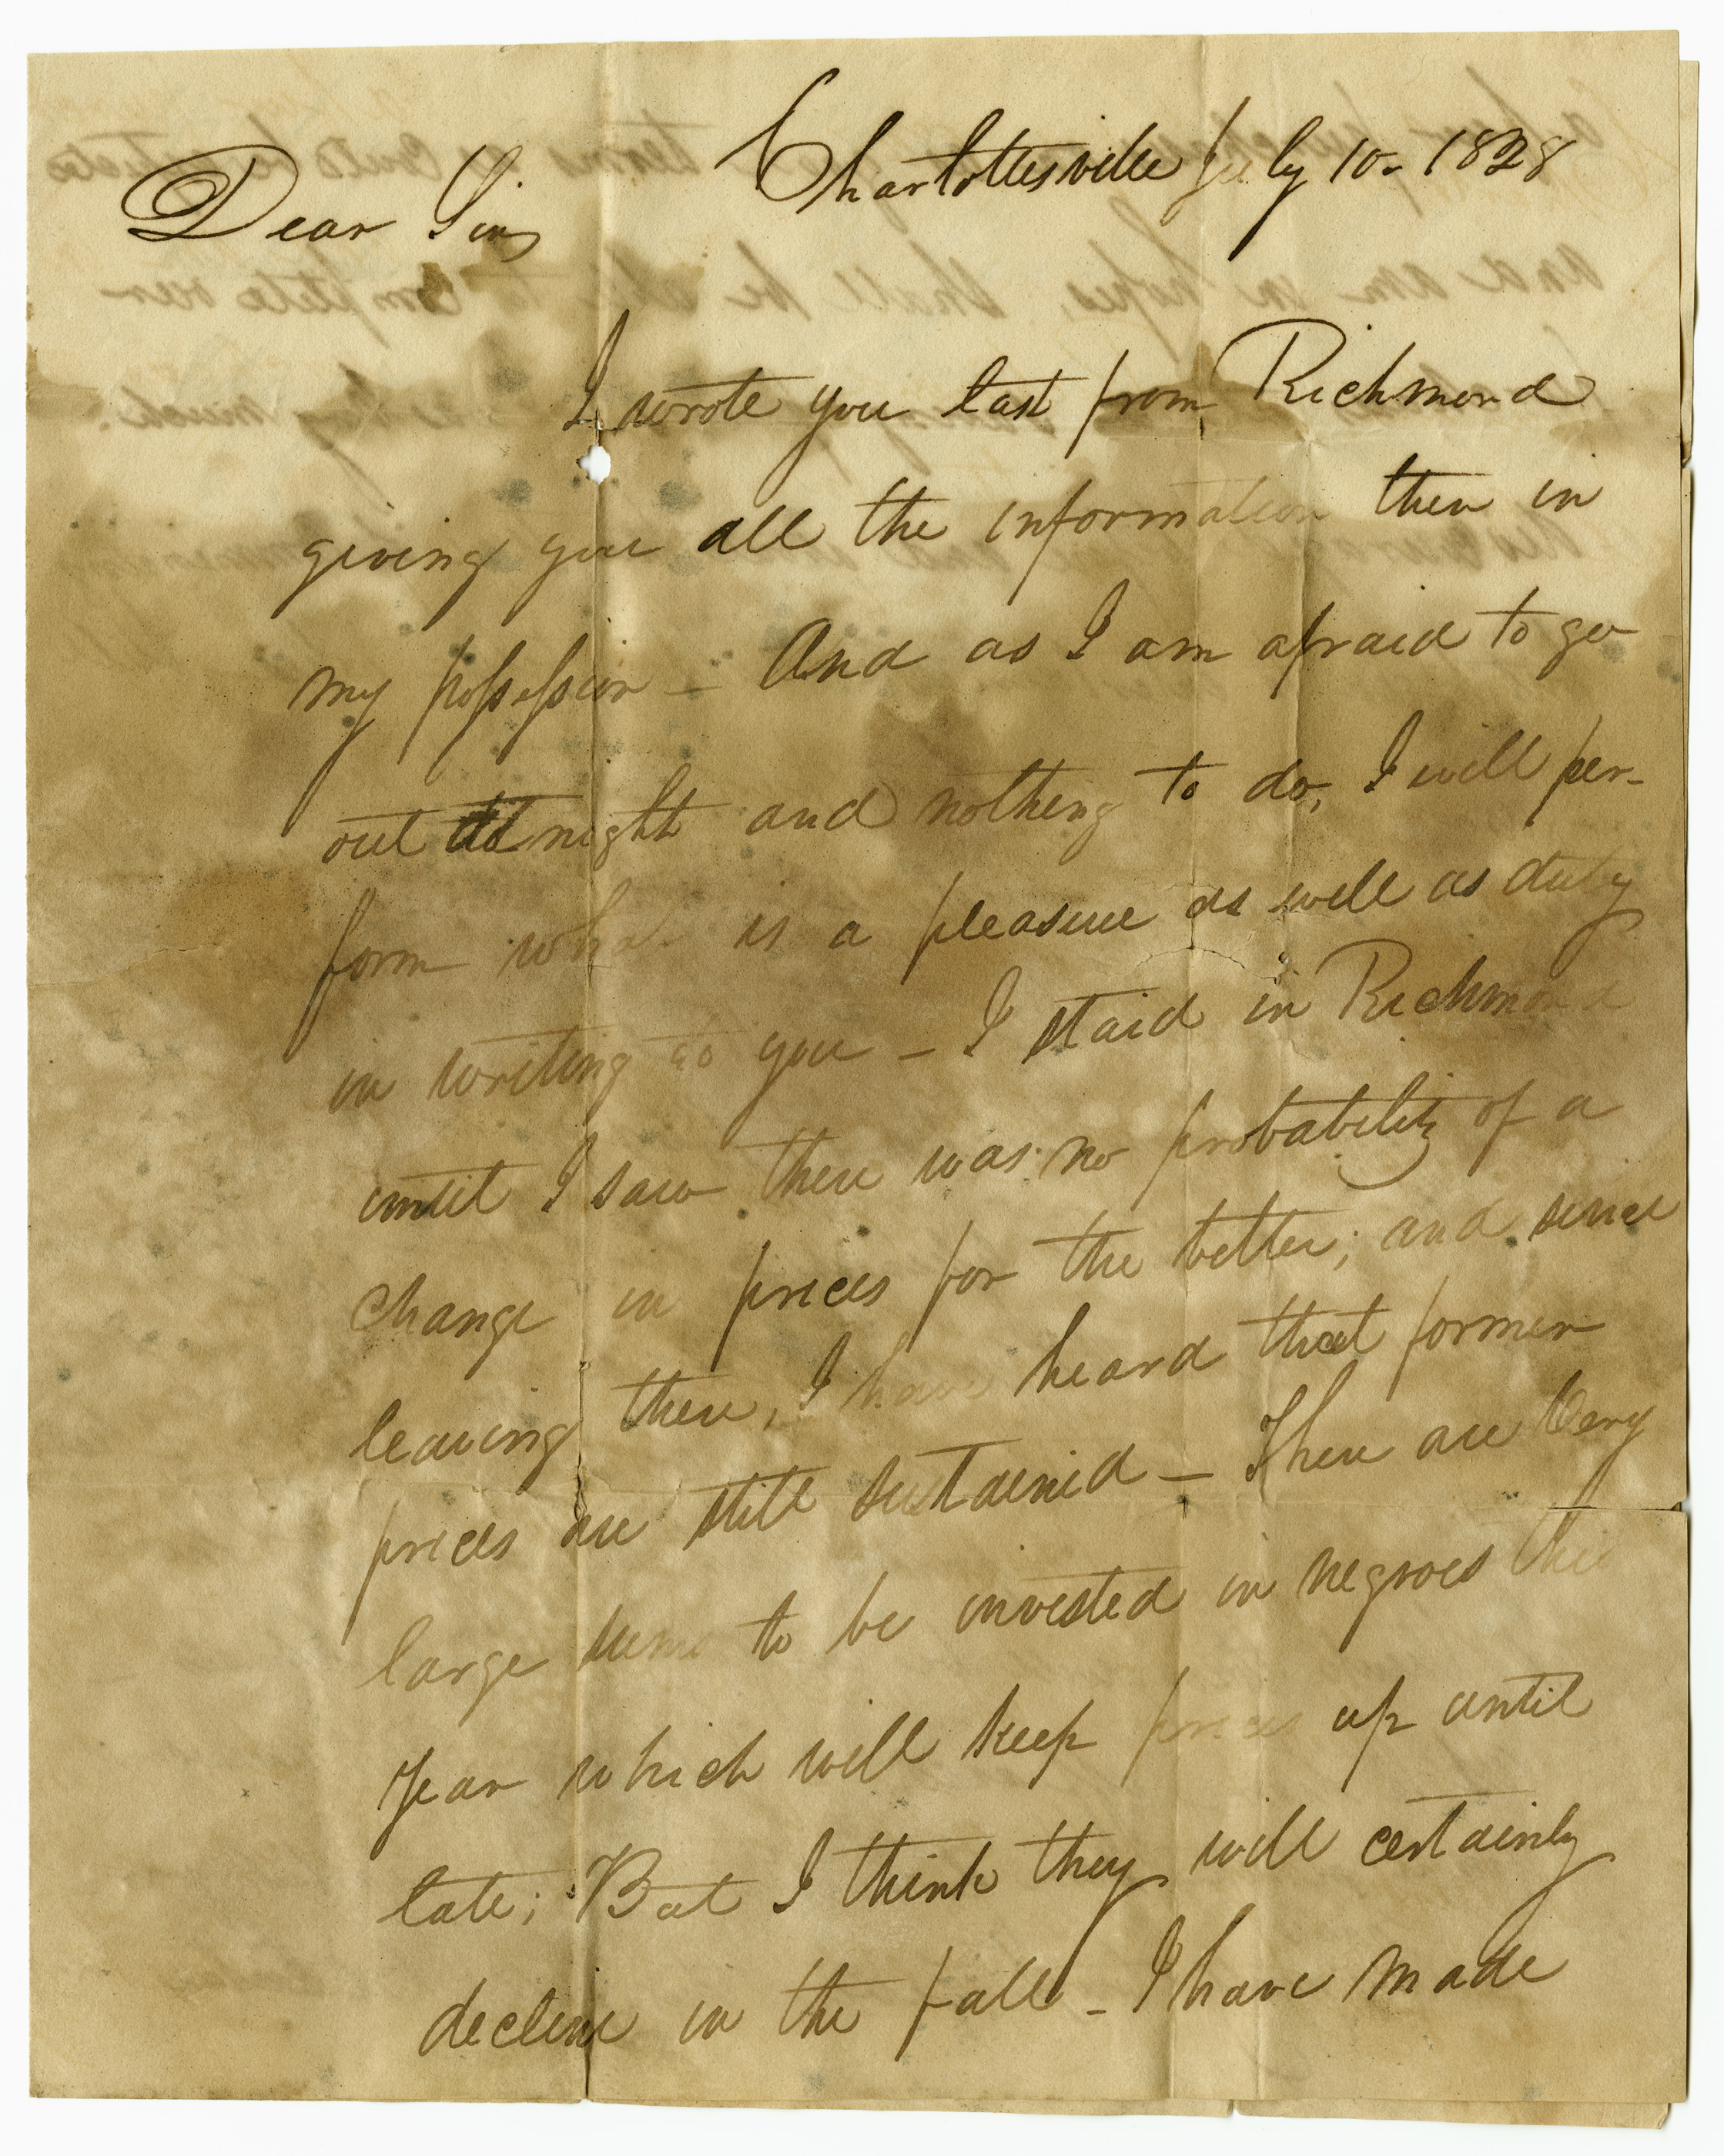 Charlottesville July 10- 1828
Dear Sir,
I wrote you last from Richmond
giving you all the information then in
my possession - And as I am afraid to go
out at night and nothing to do, I will per-
form what is a pleasure as well as duty
in writing to you - I staid in Richmond
until I saw there was no probability of a
change in prices for the better; and since
leaving there, I have heard that former
prices are still sustained - There are very
large sums to be invested in negroes this
year which will keep prices up until
late; But I think they will certainly
decline in the fall - I have made